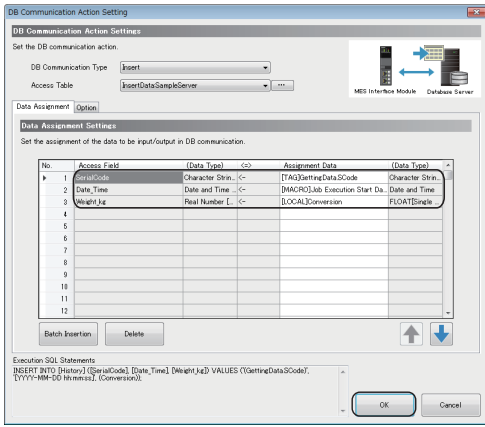 DB Communication Action Setting
DB Communication Action Settings
Set the DB communication action.
DB Communication Type Insert
Access Table InsertDataSampleServer ...
MES Interface Module Database Server
Data Assignment Option
Data Assignment Settings
Set the assignment of the data to be input/output in DB communication.
No. Access Field (Data Type) <=> Assignment Data (Data Type)
1 SerialCode Character Strin... <- [TAG]GettingData.SCode Character Strin...
2 Date_Time Date and Time ... <- [MACRO]Job Execution Start Da... Date and Time
3 Weight_kg Real Number [... <- [LOCAL]Conversion FLOAT[Single ...
4
5
6
7
8
9
10
11
12
Batch Insertion Delete
Execution SQL Statements
INSERT INTO [History] ([SerialCode], [Date_Time], [Weight_kg]) VALUES ('(GettingData.SCode)',
'[YYYY-MM-DD hh:mm:ss], (Conversion));
OK Cancel